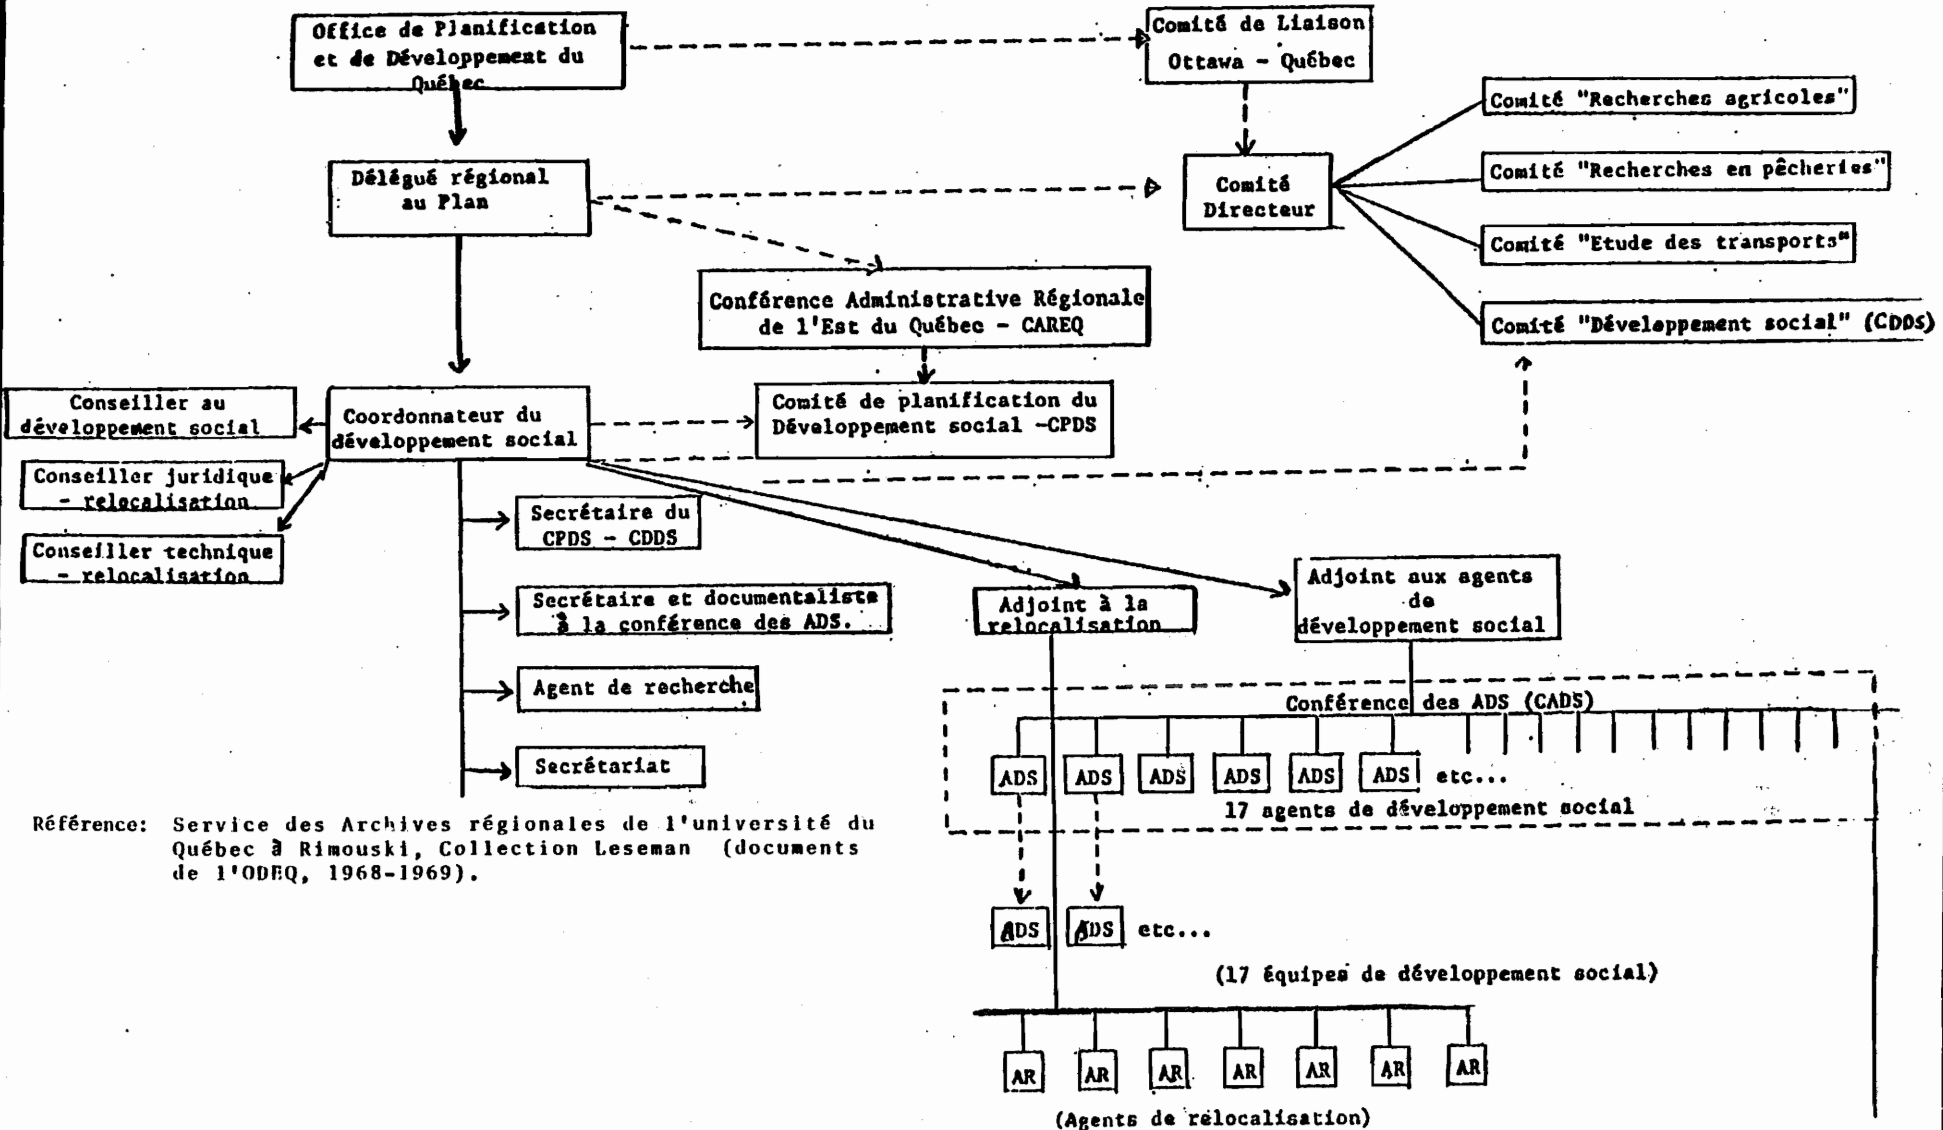 Office de Planification
et de Développement du
Québec
Comité de Liaison
Ottawa - Québec
Comité "Recherches agricoles"
Comité "Recherches en pêcheries"
Comité "Etude des transports"
Comité "Développement social" (CDDS)
Délégué régional
au Plan
Comité
Directeur
Conférence Administrative Régionale
de l'Est du Québec - CAREQ
Conseiller au
développement social
Coordonnateur du
développement social
Comité de planification du
Développement social -CPDS
Conseiller juridique
- relocalisation
Conseiller technique
- relocalisation
Secrétaire du
CPDS - CDDS
Secrétaire et documentaliste
à la conférence des ADS.
Agent de recherche
Secrétariat
Adjoint à la
relocalisation
Adjoint aux agents
de
développement social
Conférence des ADS (CADS)
ADS ADS ADS ADS ADS ADS etc...
17 agents de développement social
Référence: Service des Archives régionales de l'université du
Québec à Rimouski, Collection Leseman (documents
de l'ODEQ, 1968-1969).
ADS ADS etc...
(17 équipes de développement social)
AR AR AR AR AR AR AR
(Agents de relocalisation)